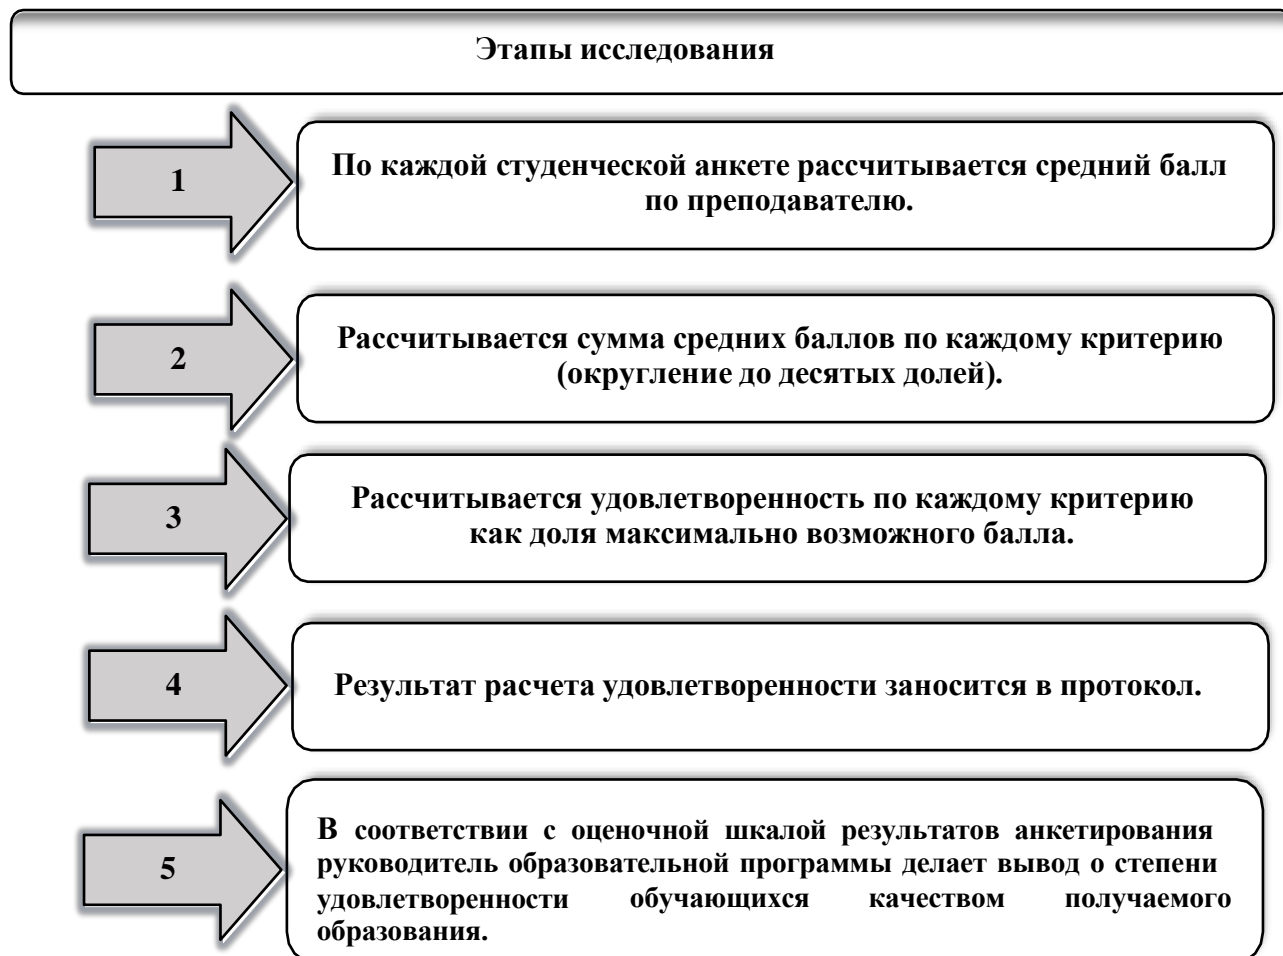 Этапы исследования
1
По каждой студенческой анкете рассчитывается средний балл
по преподавателю.
2
Рассчитывается сумма средних баллов по каждому критерию
(округление до десятых долей).
3
Рассчитывается удовлетворенность по каждому критерию
как доля максимально возможного балла.
4
Результат расчета удовлетворенности заносится в протокол.
5
В соответствии с оценочной шкалой результатов анкетирования
руководитель образовательной программы делает вывод о степени
удовлетворенности обучающихся качеством получаемого
образования.